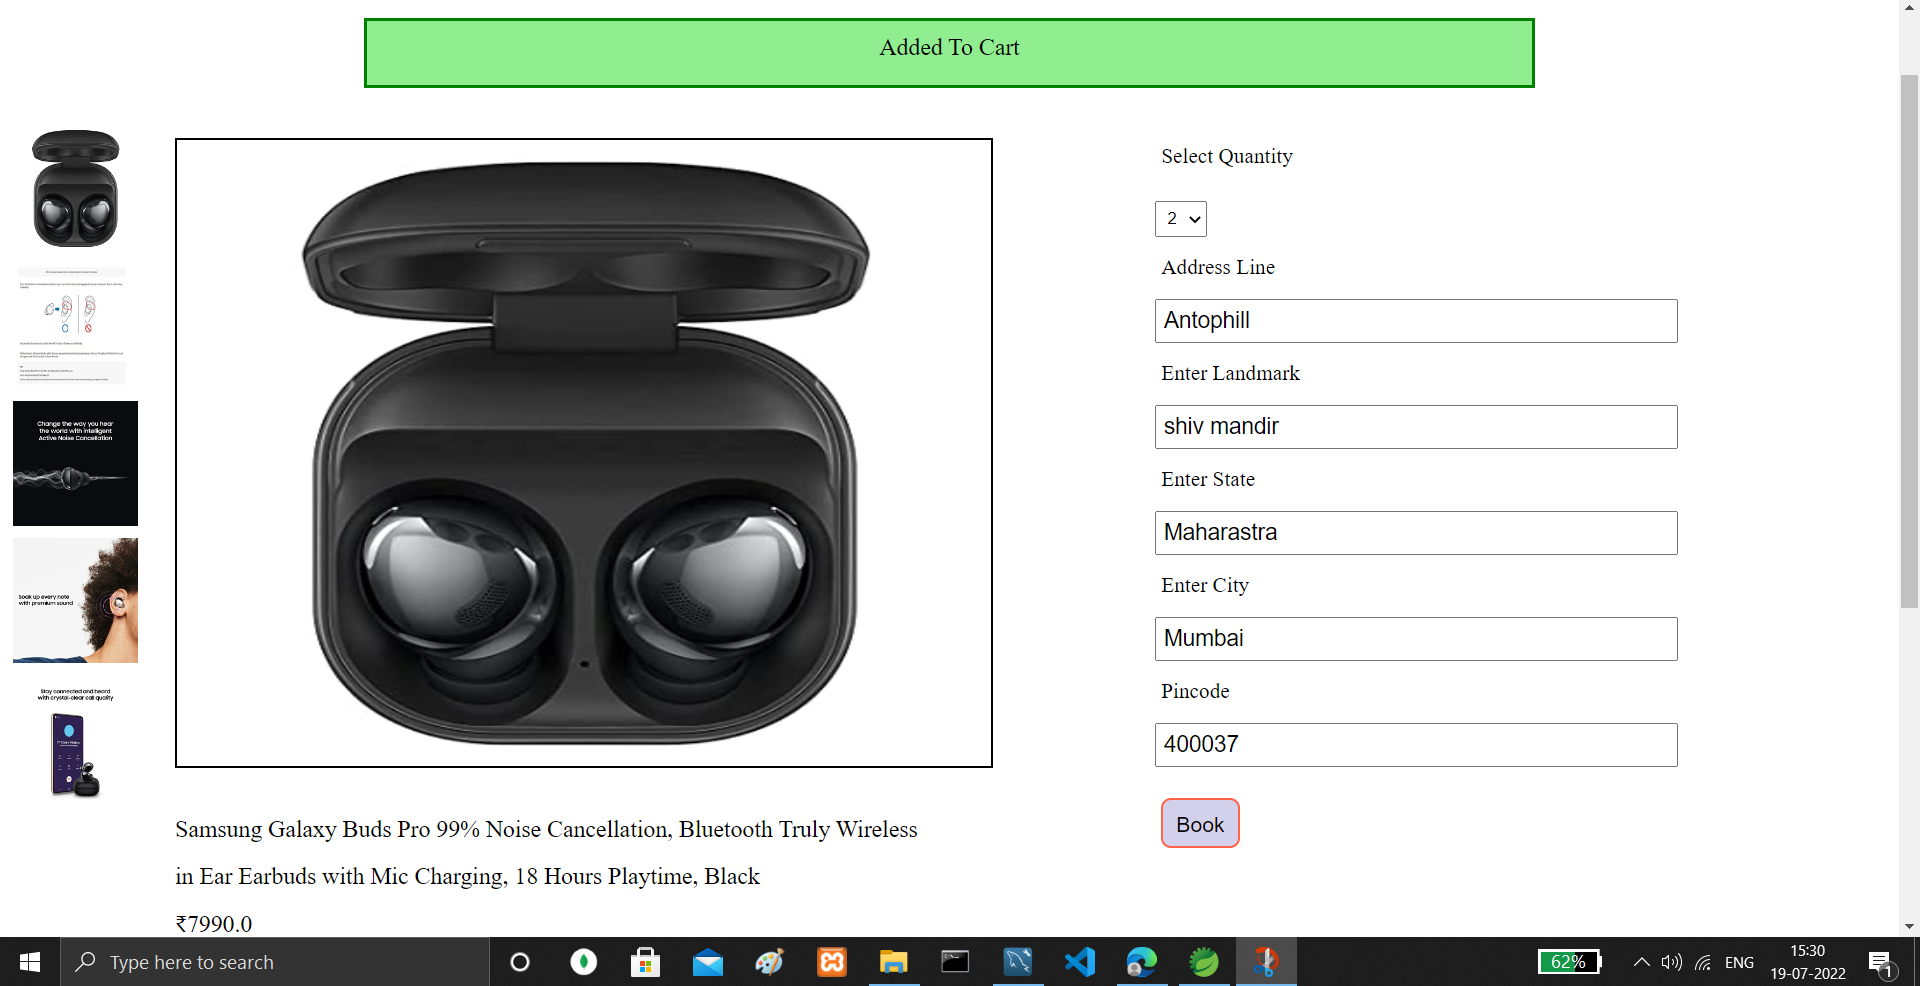 Added To Cart
Change the way you hear
the world with intelligent
Active Noise Cancellation
Soak up every note
with premium sound
Stay connected and heard
with crystal-clear call quality
Samsung Galaxy Buds Pro 99% Noise Cancellation, Bluetooth Truly Wireless
in Ear Earbuds with Mic Charging, 18 Hours Playtime, Black
₹7990.0
Select Quantity
2
Address Line
Antophill
Enter Landmark
shiv mandir
Enter State
Maharastra
Enter City
Mumbai
Pincode
400037
Book
Type here to search
62%
ENG
15:30
19-07-2022
1